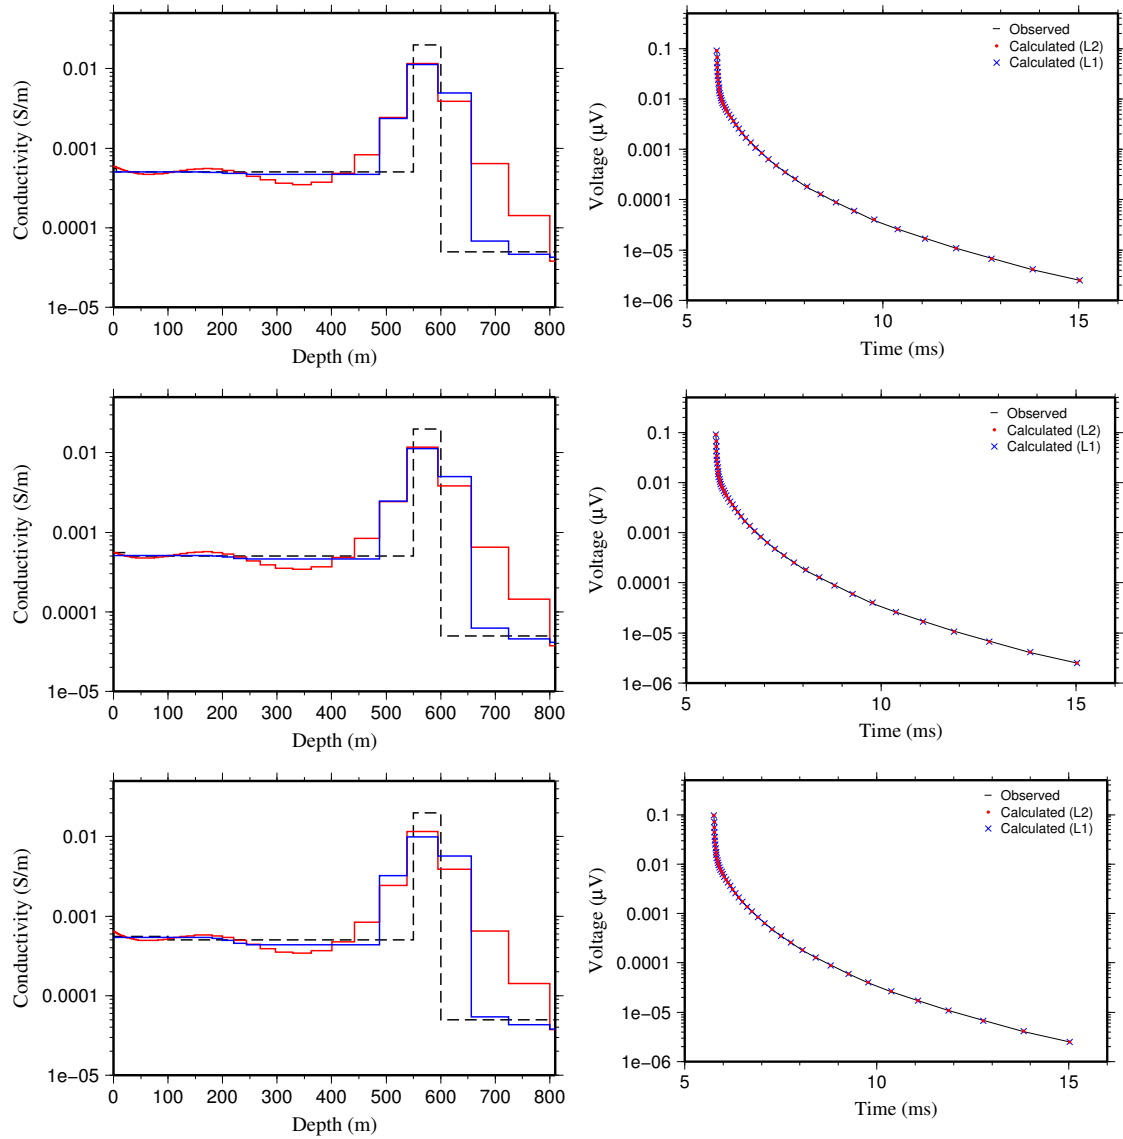 Conductivity (S/m)
0.01
0.001
0.0001
1e−05
0 100 200 300 400 500 600 700 800
Depth (m)
Voltage (μV)
0.1
0.01
0.001
0.0001
1e−05
1e−06
5 10 15
Time (ms)
Observed
Calculated (L2)
Calculated (L1)
Conductivity (S/m)
0.01
0.001
0.0001
1e−05
0 100 200 300 400 500 600 700 800
Depth (m)
Voltage (μV)
0.1
0.01
0.001
0.0001
1e−05
1e−06
5 10 15
Time (ms)
Observed
Calculated (L2)
Calculated (L1)
Conductivity (S/m)
0.01
0.001
0.0001
1e−05
0 100 200 300 400 500 600 700 800
Depth (m)
Voltage (μV)
0.1
0.01
0.001
0.0001
1e−05
1e−06
5 10 15
Time (ms)
Observed
Calculated (L2)
Calculated (L1)